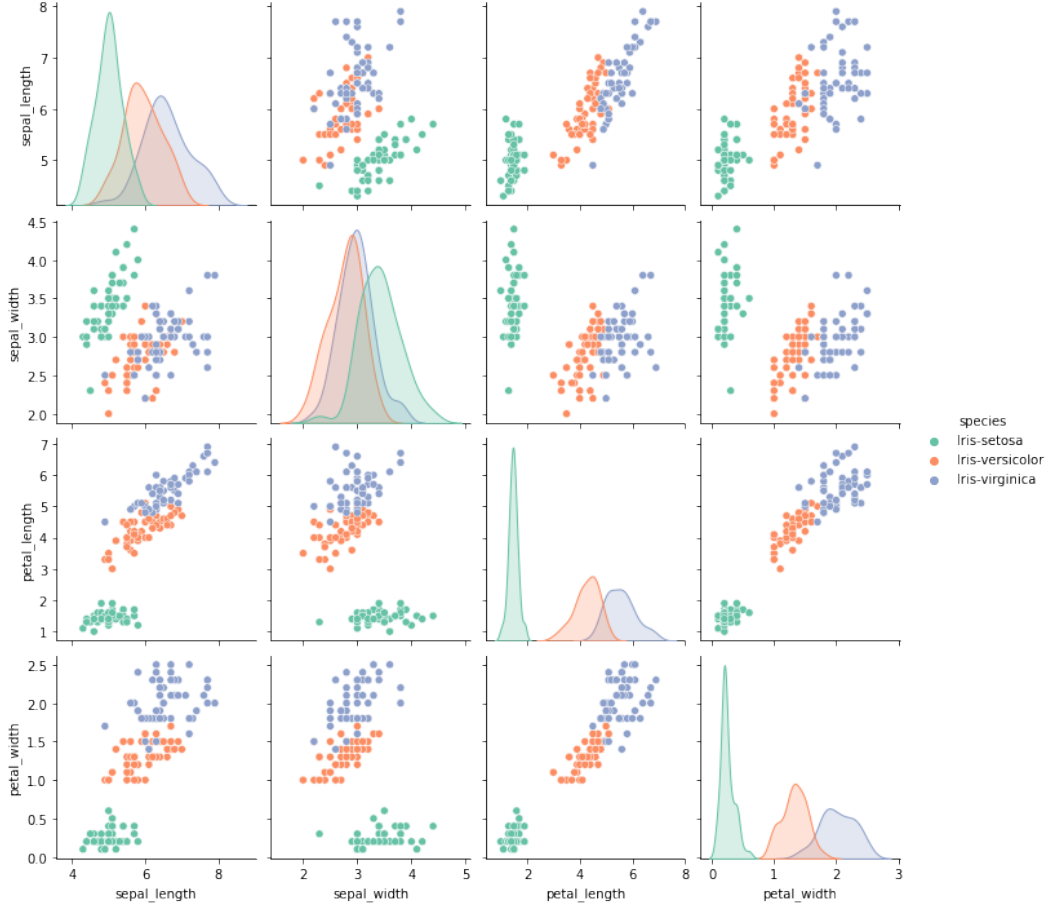 8
7
6
5
sepal_length
4.5
4.0
3.5
3.0
2.5
2.0
sepal_width
7
6
5
4
3
2
1
petal_length
2.5
2.0
1.5
1.0
0.5
0.0
petal_width
4 6 8
sepal_length
2 3 4 5
sepal_width
2 4 6 8
petal_length
0 1 2 3
petal_width
species
Iris-setosa
Iris-versicolor
Iris-virginica